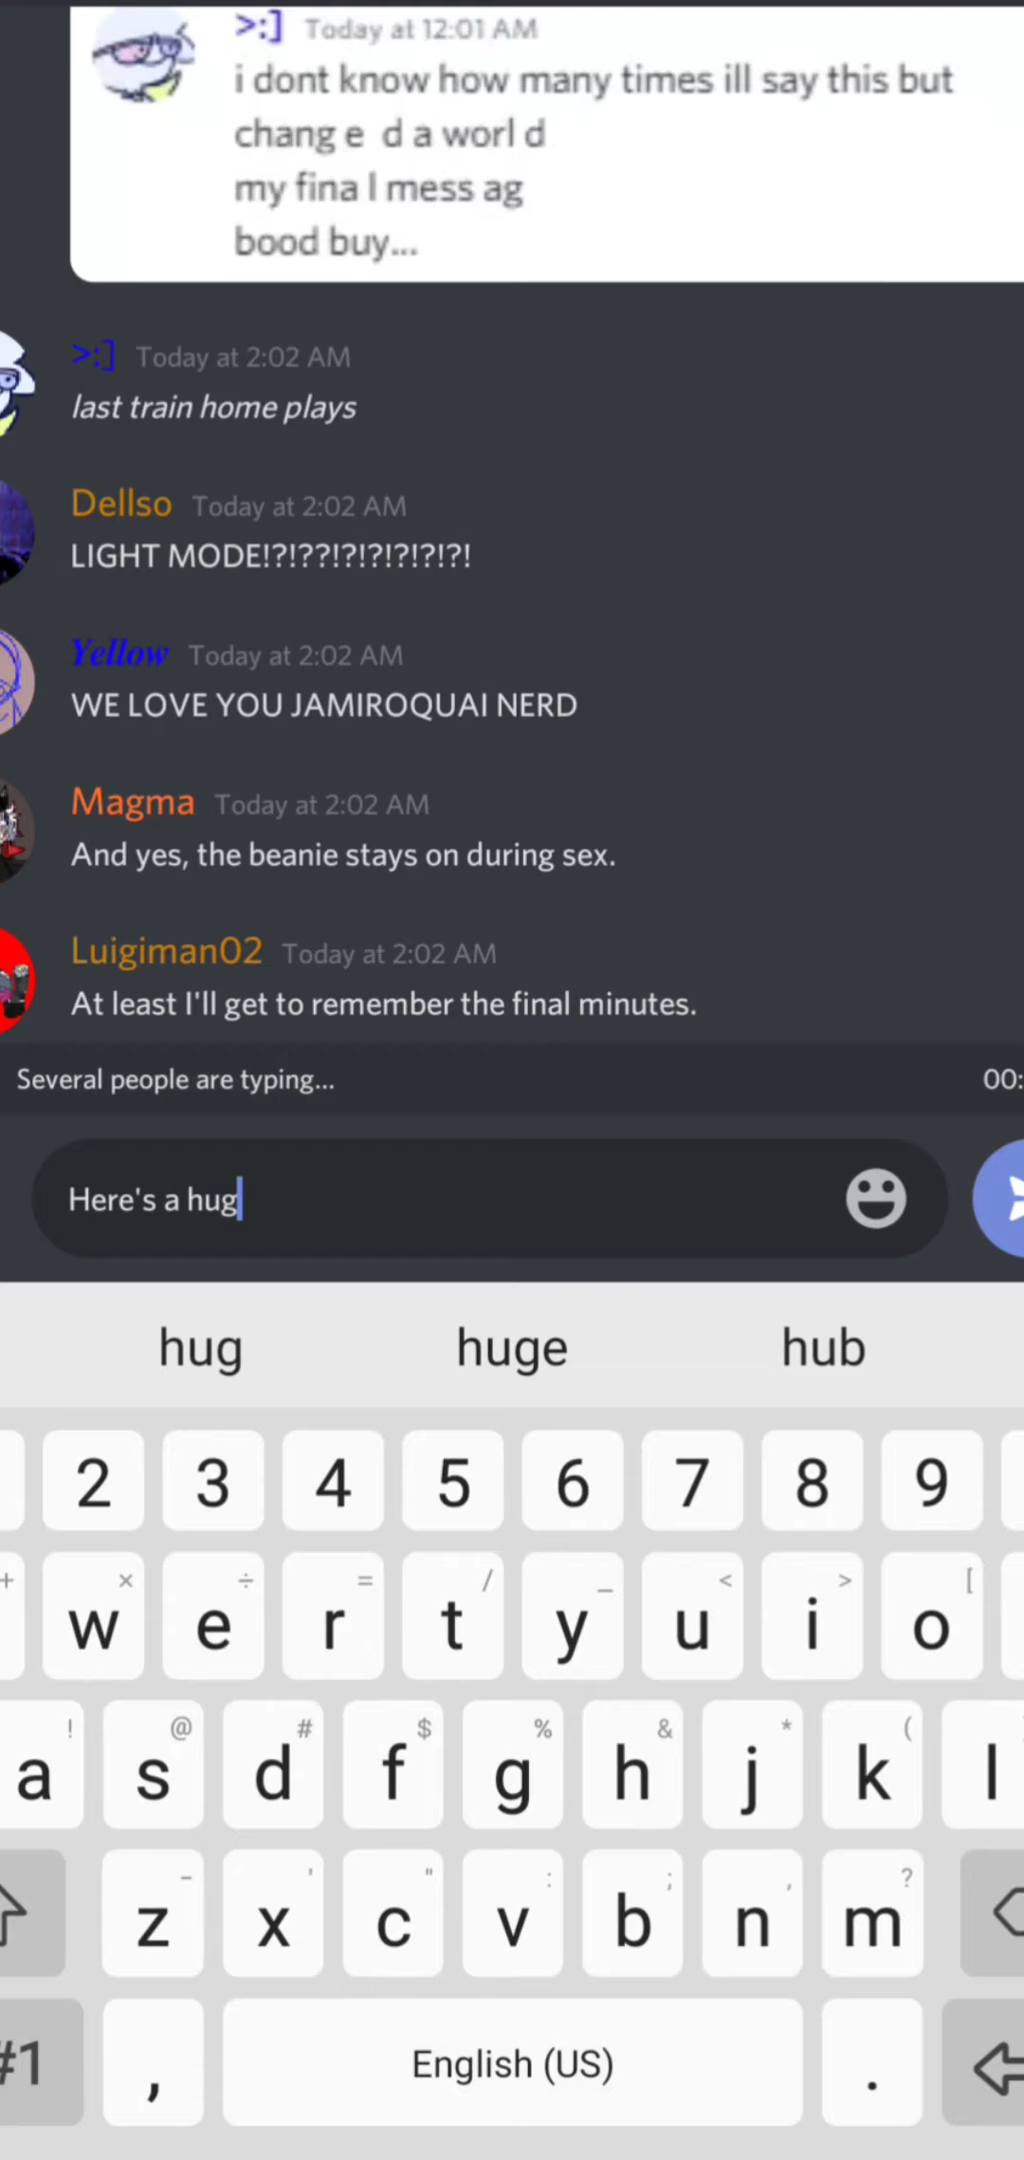 >:] Today at 12:01 AM
i dont know how many times ill say this but
chang e  d a worl d
my fina l mess ag
bood buy...
>:] Today at 2:02 AM
last train home plays
Dellso Today at 2:02 AM
LIGHT MODE!?!??!?!?!?!?!?!
Yellow Today at 2:02 AM
WE LOVE YOU JAMIROQUAI NERD
Magma Today at 2:02 AM
And yes, the beanie stays on during sex.
Luigiman02 Today at 2:02 AM
At least I'll get to remember the final minutes.
Several people are typing... 00:
Here's a hug
hug huge hub
2 3 4 5 6 7 8 9
+ × ÷ = / _ < > [
w e r t y u i o
! @ # $ % & * (
a s d f g h j k l
- ' " : ; , ?
z x c v b n m
#1 , English (US) .